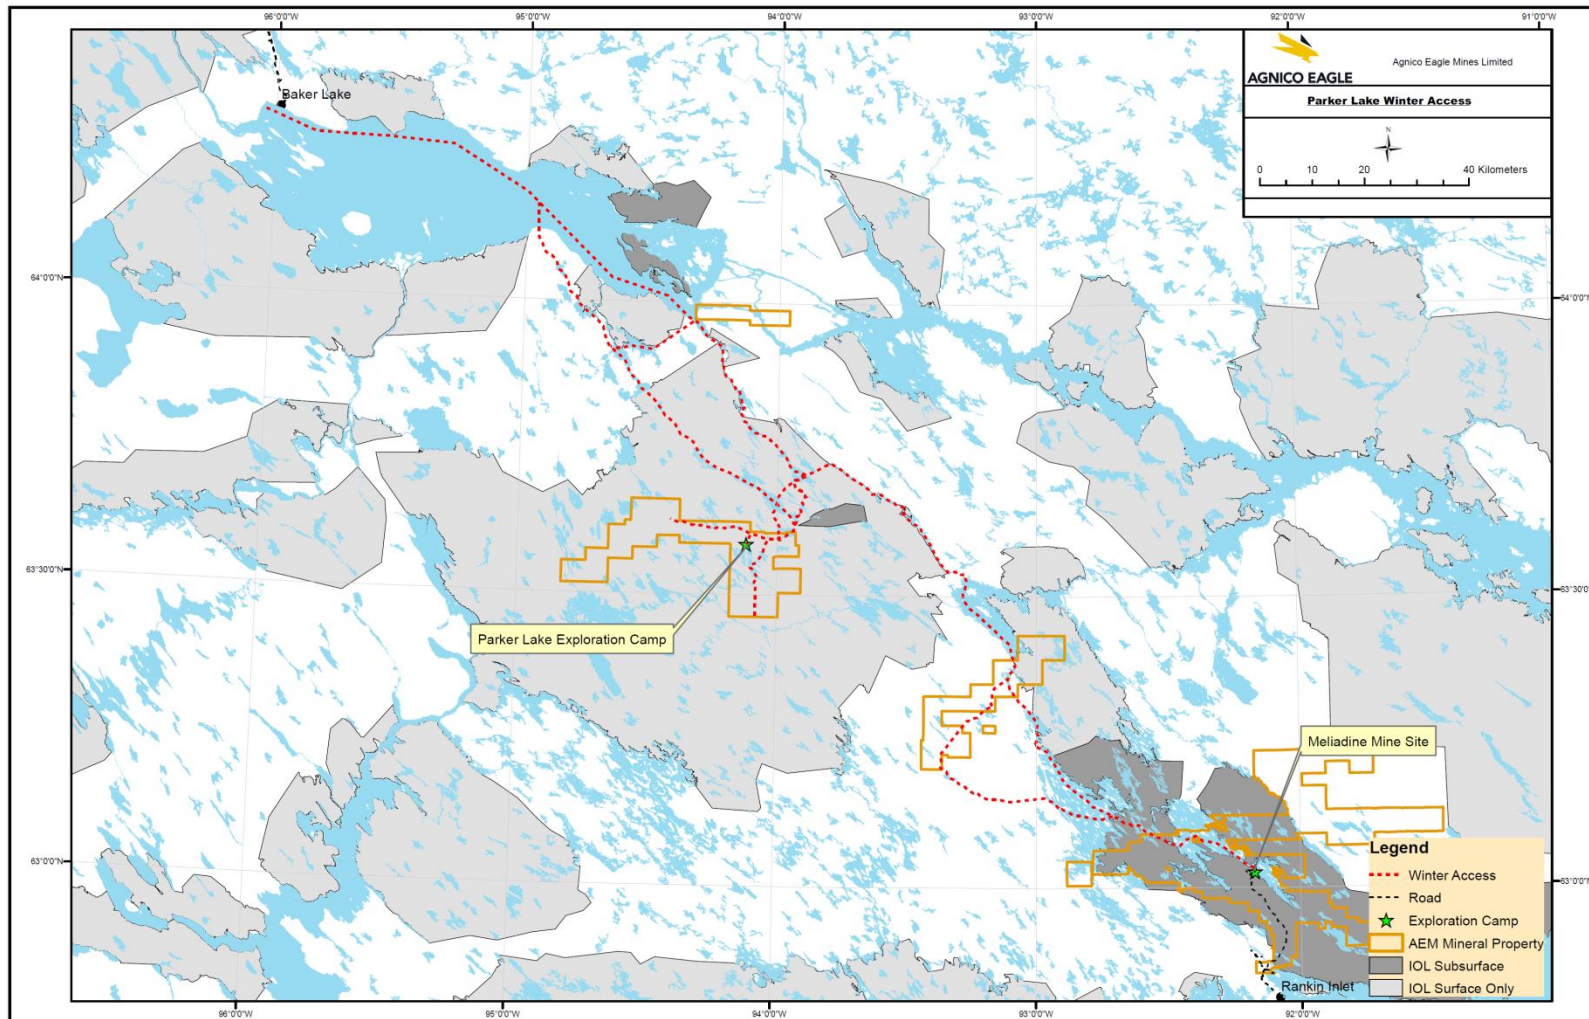 96°0'0"W
95°0'0"W
94°0'0"W
93°0'0"W
92°0'0"W
91°0'0"W
AGNICO EAGLE
Agnico Eagle Mines Limited
Parker Lake Winter Access
N
0 10 20 40 Kilometers
Baker Lake
64°0'0"N
64°0'0"N
63°30'0"N
63°30'0"N
Parker Lake Exploration Camp
Meliadine Mine Site
63°0'0"N
63°0'0"N
Legend
Winter Access
Road
Exploration Camp
AEM Mineral Property
IOL Subsurface
IOL Surface Only
Rankin Inlet
96°0'0"W
95°0'0"W
94°0'0"W
93°0'0"W
92°0'0"W